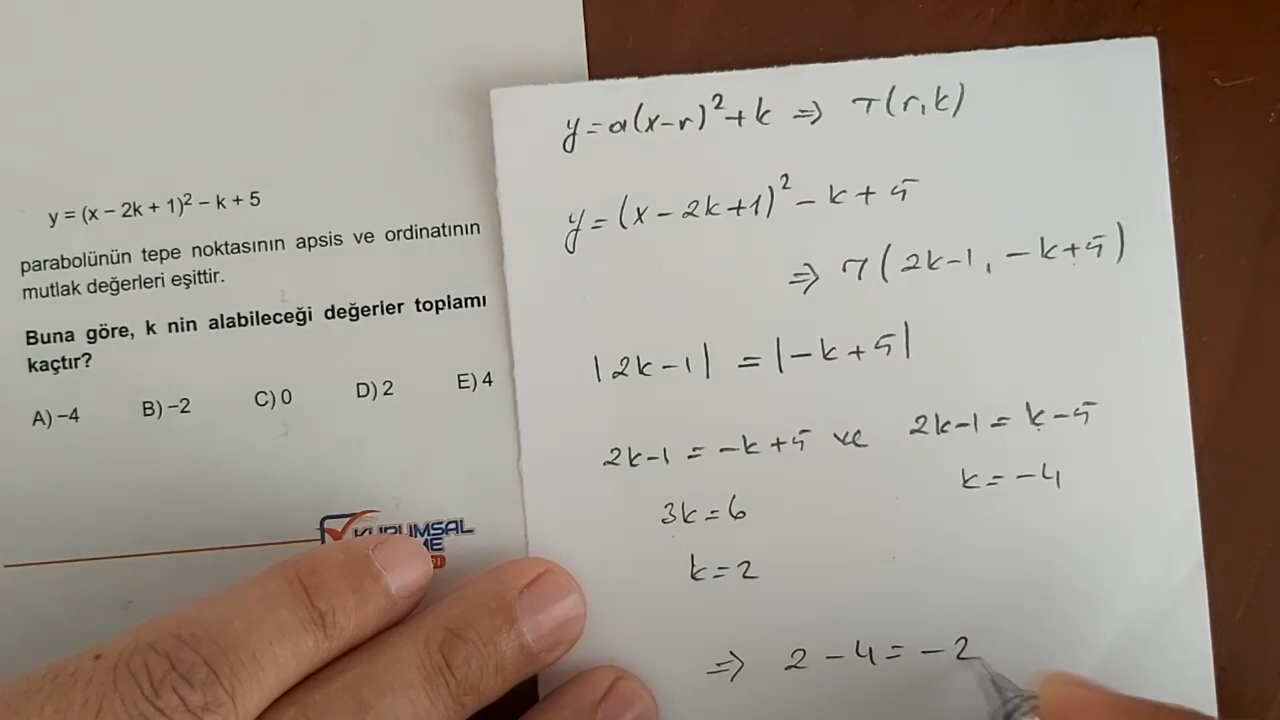 y = (x – 2k + 1)² – k + 5
parabolünün tepe noktasının apsis ve ordinatının
mutlak değerleri eşittir.
Buna göre, k nin alabileceği değerler toplamı
kaçtır?
A) –4 B) –2 C) 0 D) 2 E) 4
KURUMSAL
y = a(x–r)² + k ⇒ T(r,k)
y = (x – 2k+1)² – k + 5
⇒ T(2k–1, –k+5)
|2k–1| = |–k+5|
2k–1 = –k+5 ve 2k–1 = k–5
3k = 6 k = –4
k = 2
⇒ 2 – 4 = – 2